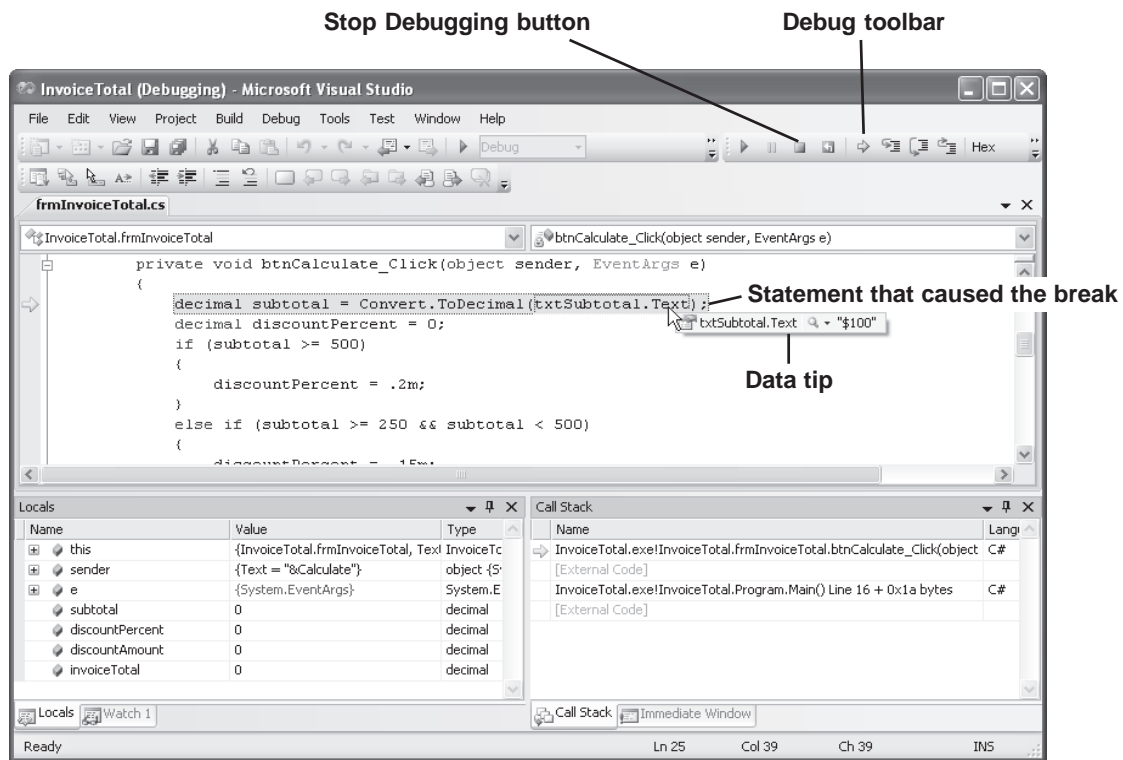 Stop Debugging button
Debug toolbar
InvoiceTotal (Debugging) - Microsoft Visual Studio
File Edit View Project Build Debug Tools Test Window Help
Debug
Hex
frmInvoiceTotal.cs
InvoiceTotal.frmInvoiceTotal
btnCalculate_Click(object sender, EventArgs e)
private void btnCalculate_Click(object sender, EventArgs e)
{
decimal subtotal = Convert.ToDecimal(txtSubtotal.Text);
Statement that caused the break
txtSubtotal.Text "$100"
decimal discountPercent = 0;
if (subtotal >= 500)
{
Data tip
discountPercent = .2m;
}
else if (subtotal >= 250 && subtotal < 500)
{
discountPercent = .15m;
Locals
Name Value Type
this {InvoiceTotal.frmInvoiceTotal, Text InvoiceTc
sender {Text = "&Calculate"} object {S
e {System.EventArgs} System.E
subtotal 0 decimal
discountPercent 0 decimal
discountAmount 0 decimal
invoiceTotal 0 decimal
Locals Watch 1
Call Stack
Name Langu
InvoiceTotal.exe!InvoiceTotal.frmInvoiceTotal.btnCalculate_Click(object C#
[External Code]
InvoiceTotal.exe!InvoiceTotal.Program.Main() Line 16 + 0x1a bytes C#
[External Code]
Call Stack Immediate Window
Ready Ln 25 Col 39 Ch 39 INS